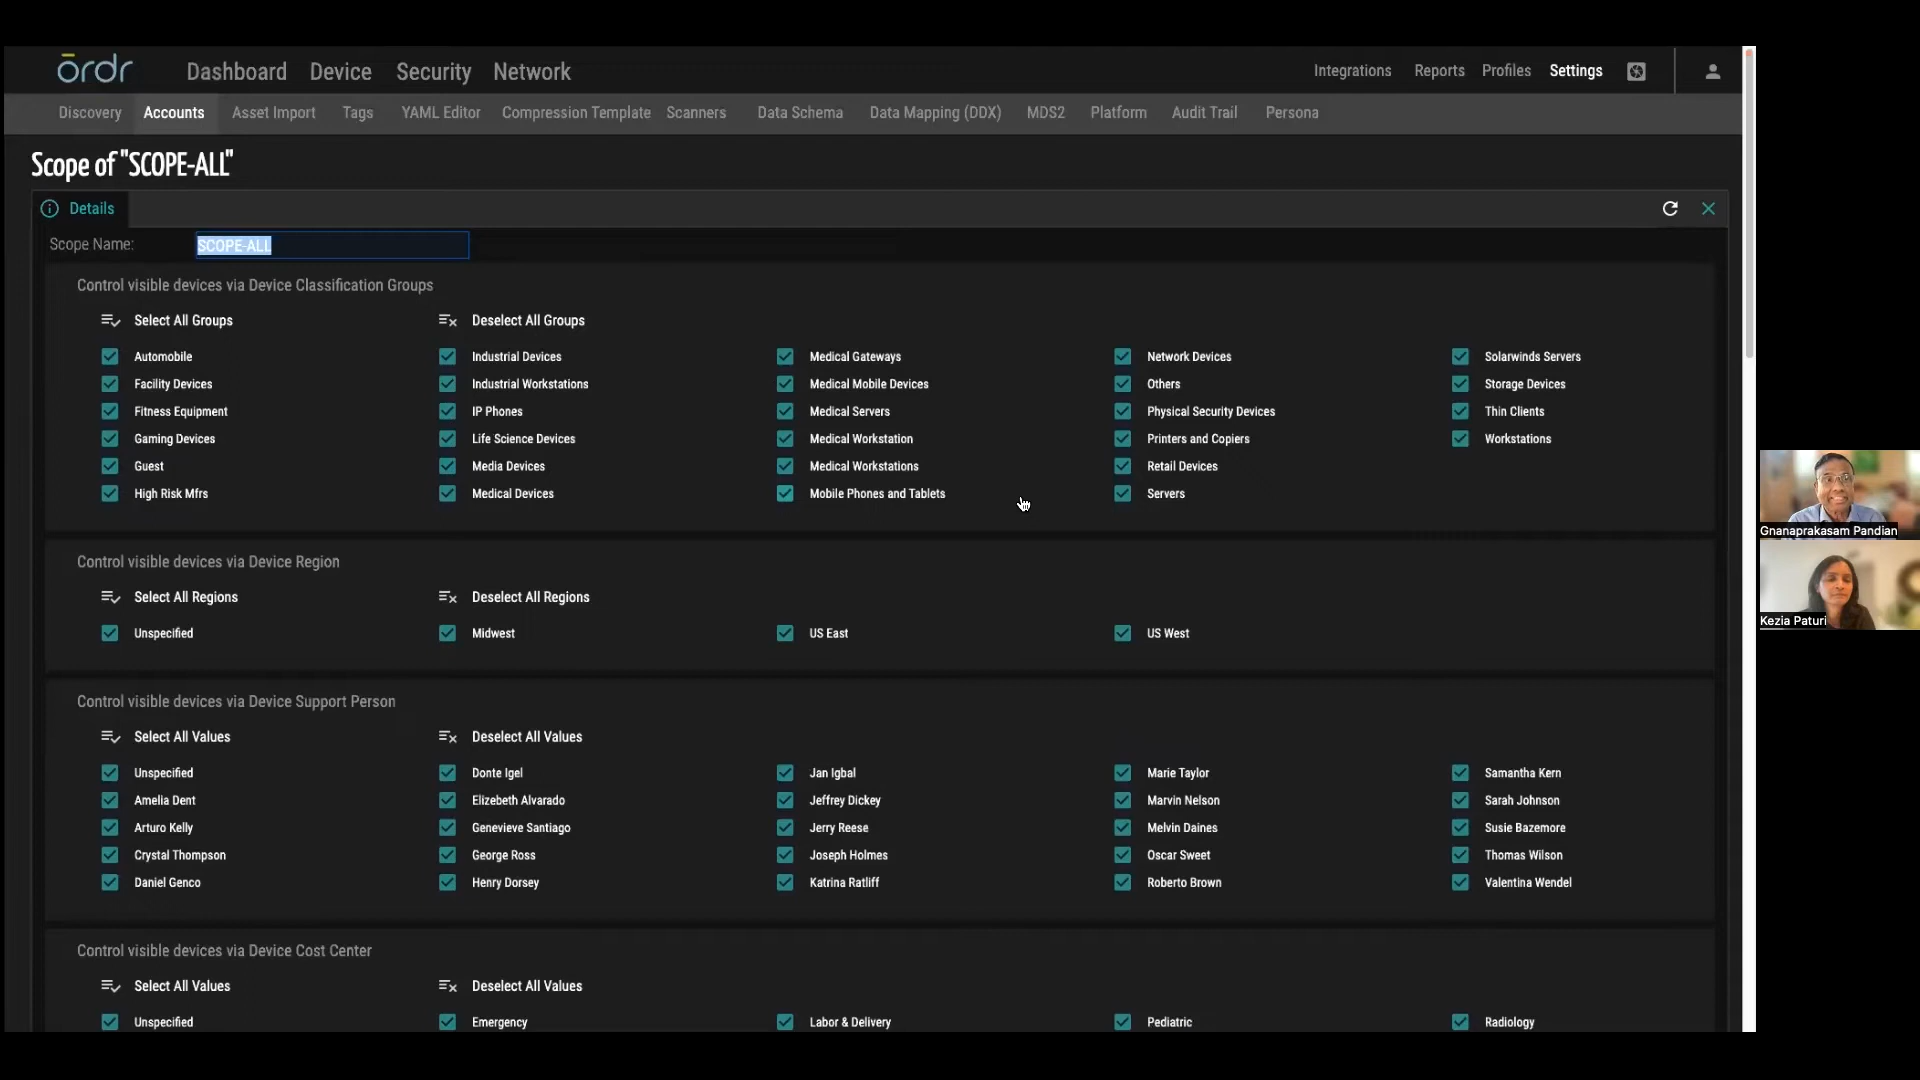 ōrdr Dashboard Device Security Network Integrations Reports Profiles Settings
Discovery Accounts Asset Import Tags YAML Editor Compression Template Scanners Data Schema Data Mapping (DDX) MDS2 Platform Audit Trail Persona
Scope of "SCOPE-ALL"
Details
Scope Name: SCOPE-ALL
Control visible devices via Device Classification Groups
Select All Groups Deselect All Groups
Automobile Industrial Devices Medical Gateways Network Devices Solarwinds Servers
Facility Devices Industrial Workstations Medical Mobile Devices Others Storage Devices
Fitness Equipment IP Phones Medical Servers Physical Security Devices Thin Clients
Gaming Devices Life Science Devices Medical Workstation Printers and Copiers Workstations
Guest Media Devices Medical Workstations Retail Devices
High Risk Mfrs Medical Devices Mobile Phones and Tablets Servers
Gnanaprakasam Pandian
Control visible devices via Device Region
Select All Regions Deselect All Regions
Kezia Paturi
Unspecified Midwest US East US West
Control visible devices via Device Support Person
Select All Values Deselect All Values
Unspecified Donte Igel Jan Igbal Marie Taylor Samantha Kern
Amelia Dent Elizebeth Alvarado Jeffrey Dickey Marvin Nelson Sarah Johnson
Arturo Kelly Genevieve Santiago Jerry Reese Melvin Daines Susie Bazemore
Crystal Thompson George Ross Joseph Holmes Oscar Sweet Thomas Wilson
Daniel Genco Henry Dorsey Katrina Ratliff Roberto Brown Valentina Wendel
Control visible devices via Device Cost Center
Select All Values Deselect All Values
Unspecified Emergency Labor & Delivery Pediatric Radiology